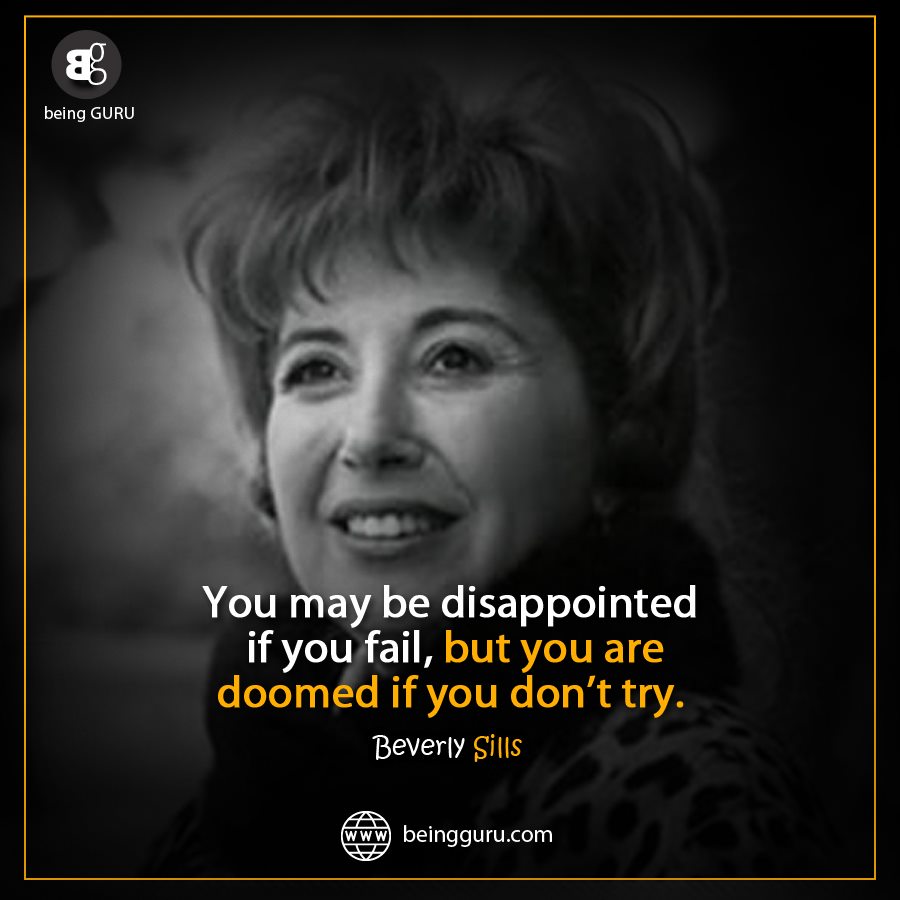 Bg
being GURU
You may be disappointed
if you fail, but you are
doomed if you don’t try.
Beverly Sills
www beingguru.com